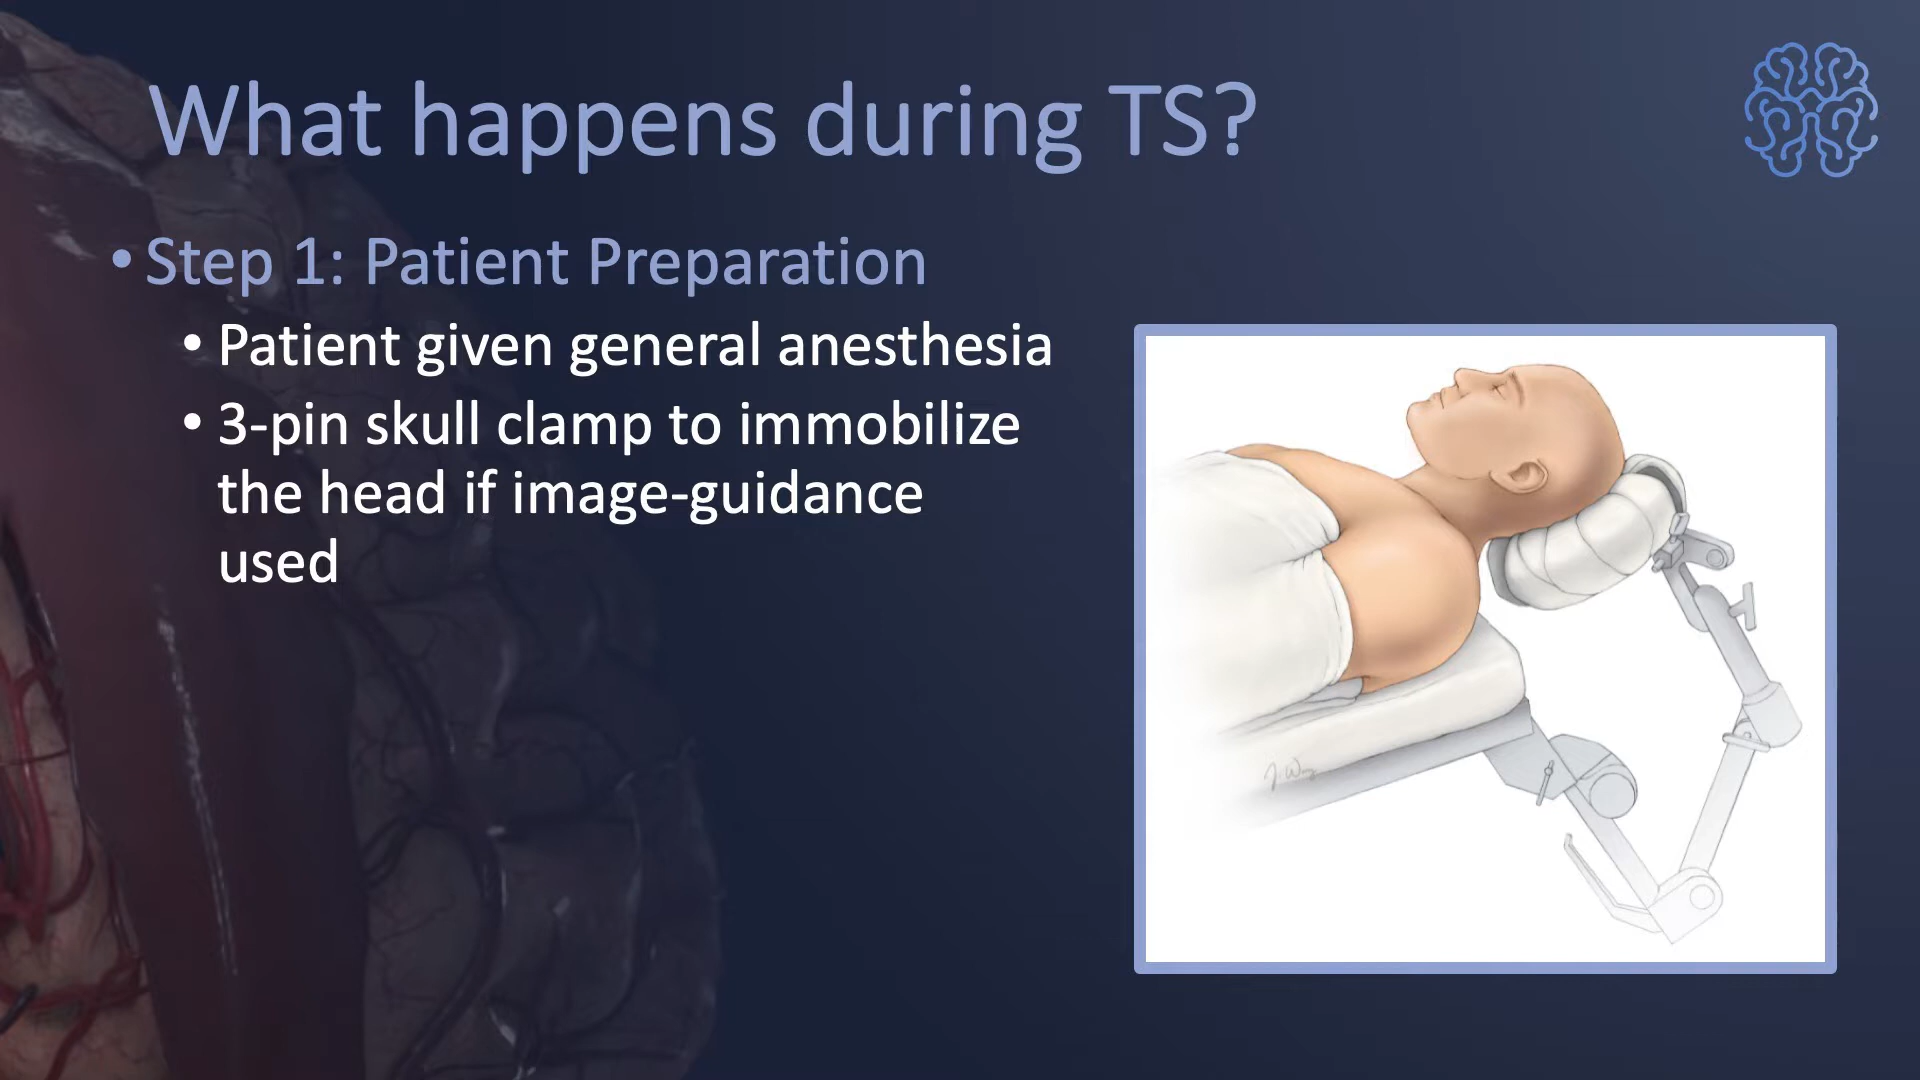 What happens during TS?
• Step 1: Patient Preparation
• Patient given general anesthesia
• 3-pin skull clamp to immobilize
the head if image-guidance
used